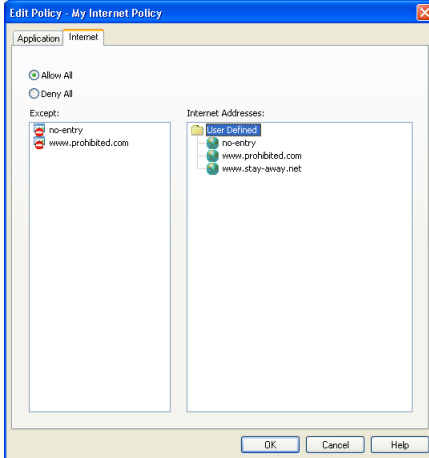 Edit Policy - My Internet Policy
Application Internet
Allow All
Deny All
Except: Internet Addresses:
no-entry User Defined
www.prohibited.com no-entry
www.prohibited.com
www.stay-away.net
OK Cancel Help